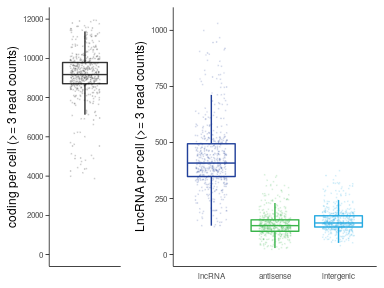 coding per cell (>= 3 read counts)
12000
10000
8000
6000
4000
2000
0
LncRNA per cell (>= 3 read counts)
1000
750
500
250
0
lncRNA
antisense
intergenic